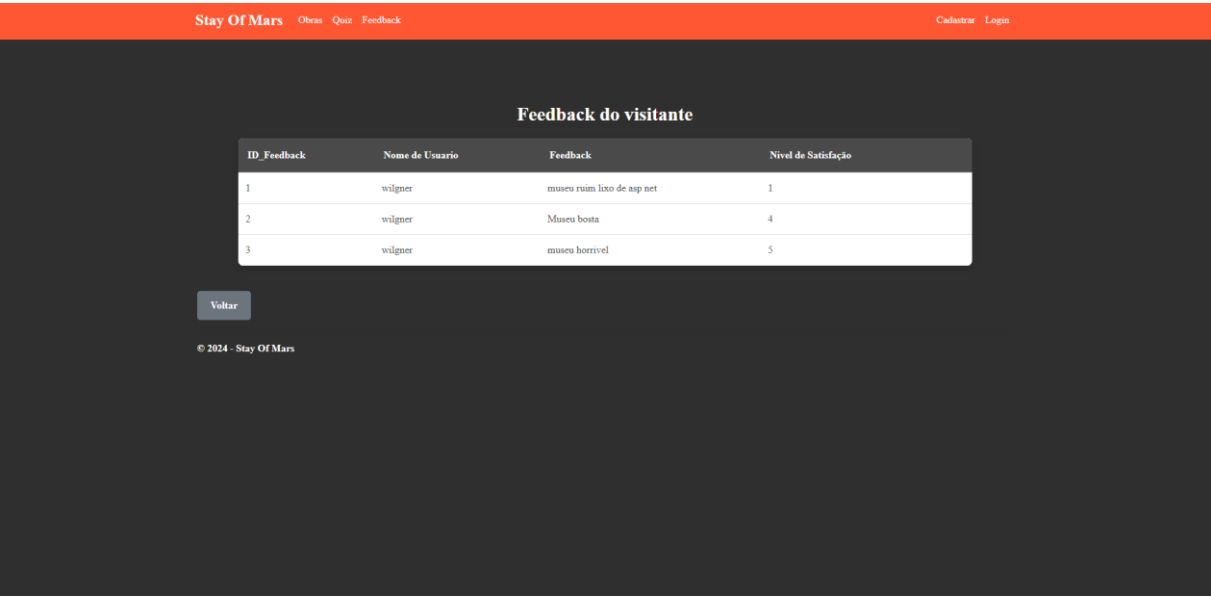 Stay Of Mars Obras Quiz Feedback Cadastrar Login
Feedback do visitante
ID_Feedback Nome de Usuario Feedback Nivel de Satisfação
1 wilgner museu ruim lixo de asp net 1
2 wilgner Museu bosta 4
3 wilgner museu horrivel 5
Voltar
© 2024 - Stay Of Mars